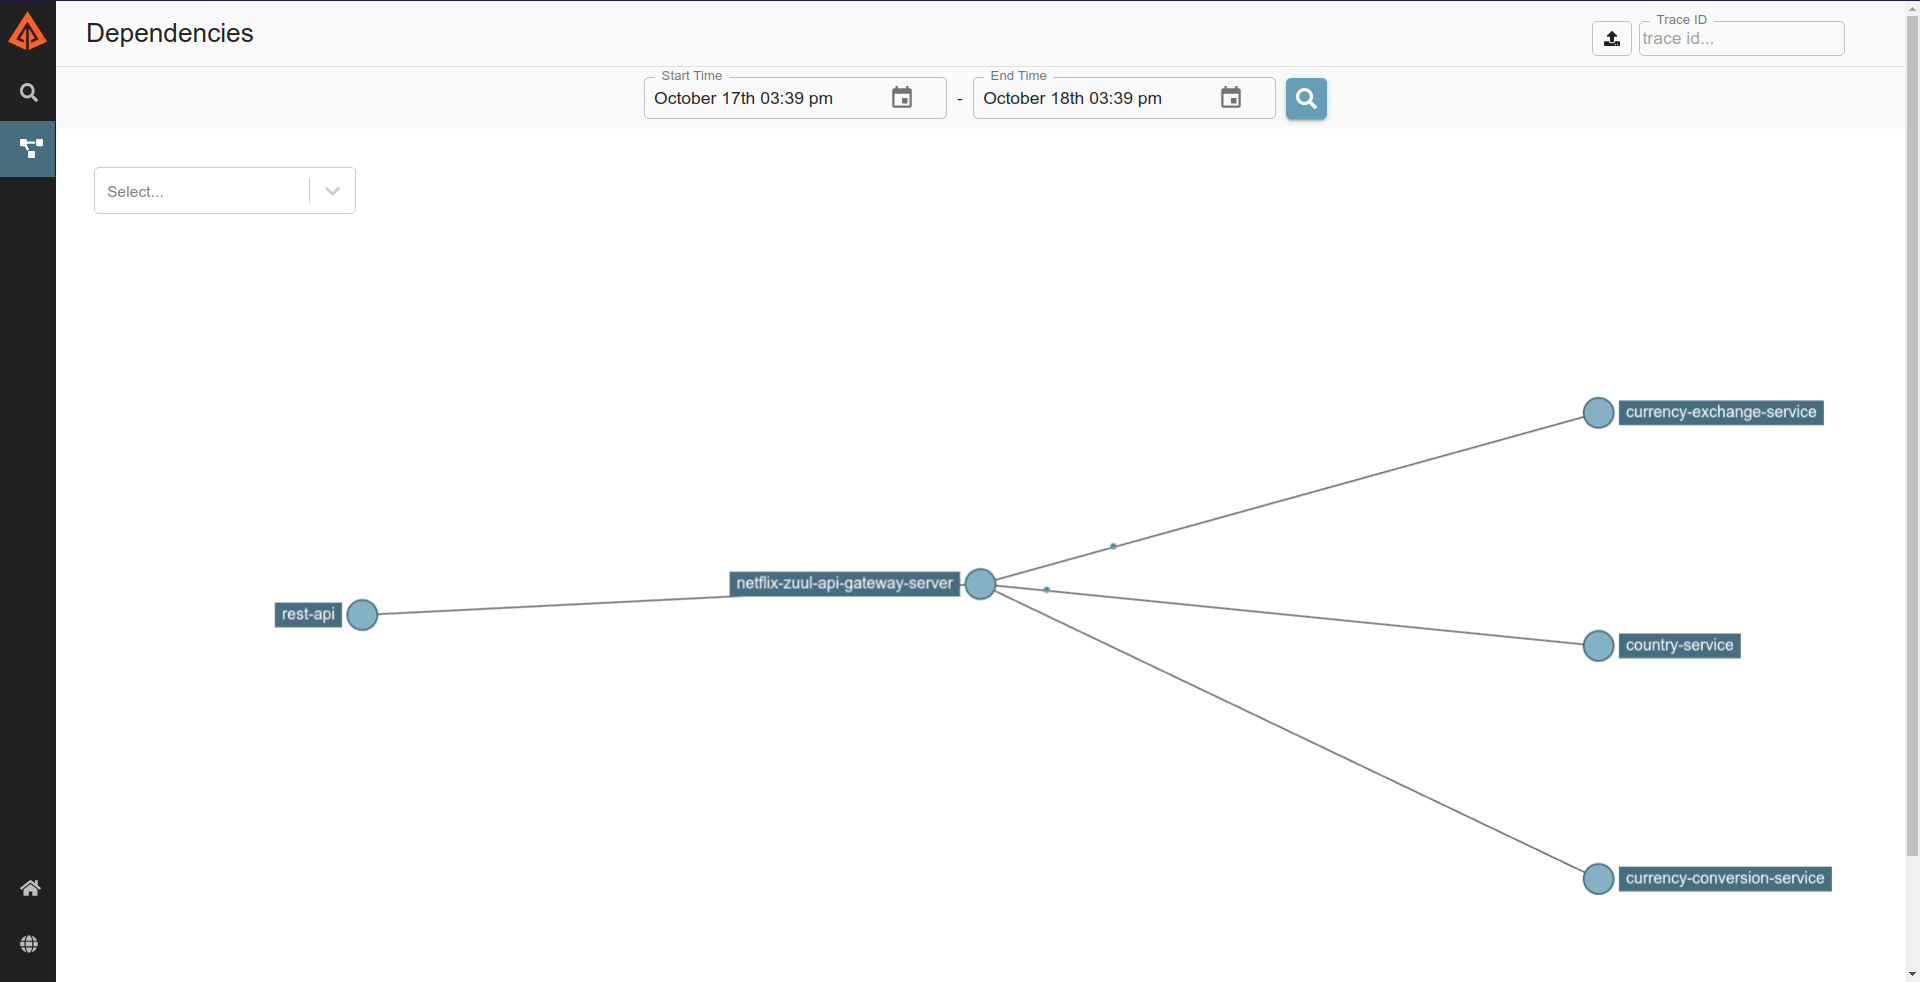 Dependencies
Trace ID
trace id...
Start Time
October 17th 03:39 pm
-
End Time
October 18th 03:39 pm
Select...
currency-exchange-service
netflix-zuul-api-gateway-server
rest-api
country-service
currency-conversion-service